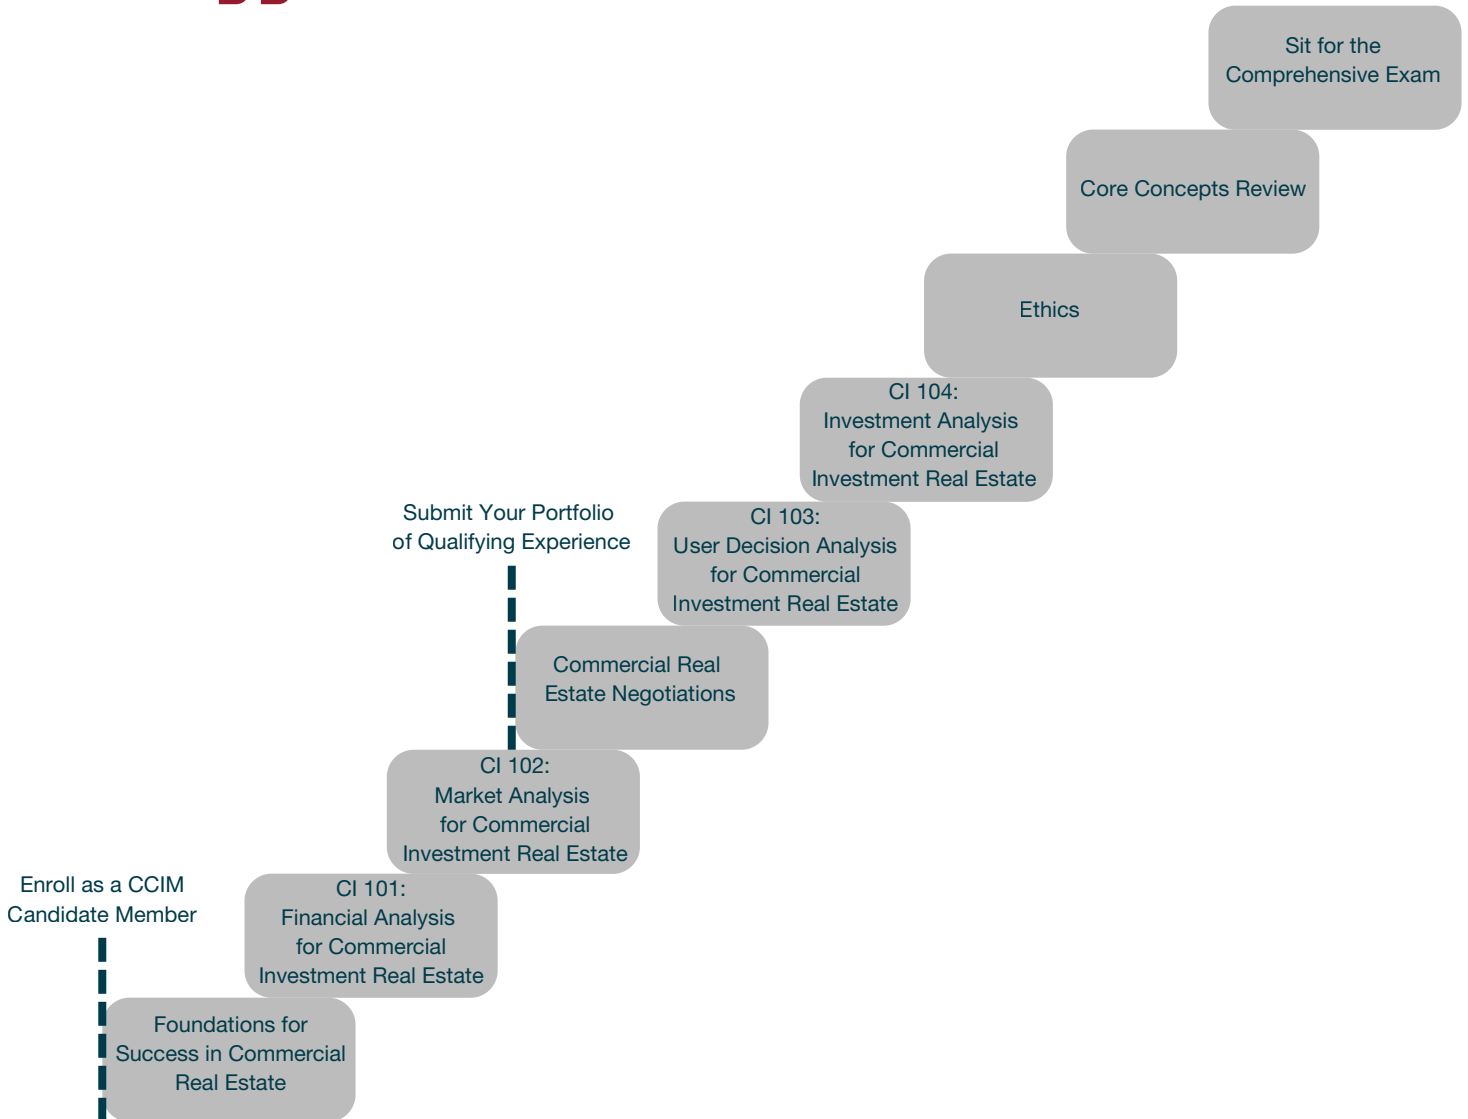 Sit for the
Comprehensive Exam
Core Concepts Review
Ethics
CI 104:
Investment Analysis
for Commercial
Investment Real Estate
Submit Your Portfolio
of Qualifying Experience
CI 103:
User Decision Analysis
for Commercial
Investment Real Estate
Commercial Real
Estate Negotiations
CI 102:
Market Analysis
for Commercial
Investment Real Estate
Enroll as a CCIM
Candidate Member
CI 101:
Financial Analysis
for Commercial
Investment Real Estate
Foundations for
Success in Commercial
Real Estate